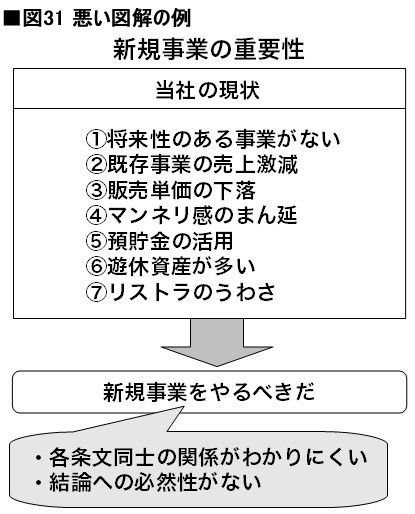 ■図31 悪い図解の例
新規事業の重要性
当社の現状
①将来性のある事業がない
②既存事業の売上激減
③販売単価の下落
④マンネリ感のまん延
⑤預貯金の活用
⑥遊休資産が多い
⑦リストラのうわさ
新規事業をやるべきだ
・各条文同士の関係がわかりにくい
・結論への必然性がない